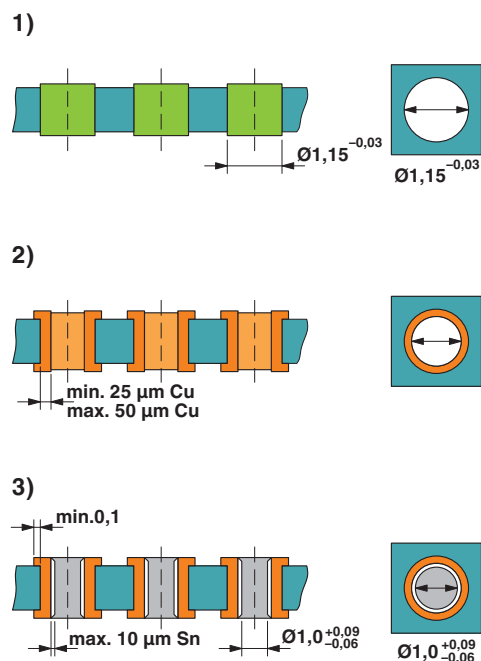 1)
Ø1,15 −0,03
Ø1,15 −0,03
2)
min. 25 µm Cu
max. 50 µm Cu
3)
min.0,1
max. 10 µm Sn
Ø1,0 +0,09 −0,06
Ø1,0 +0,09 −0,06